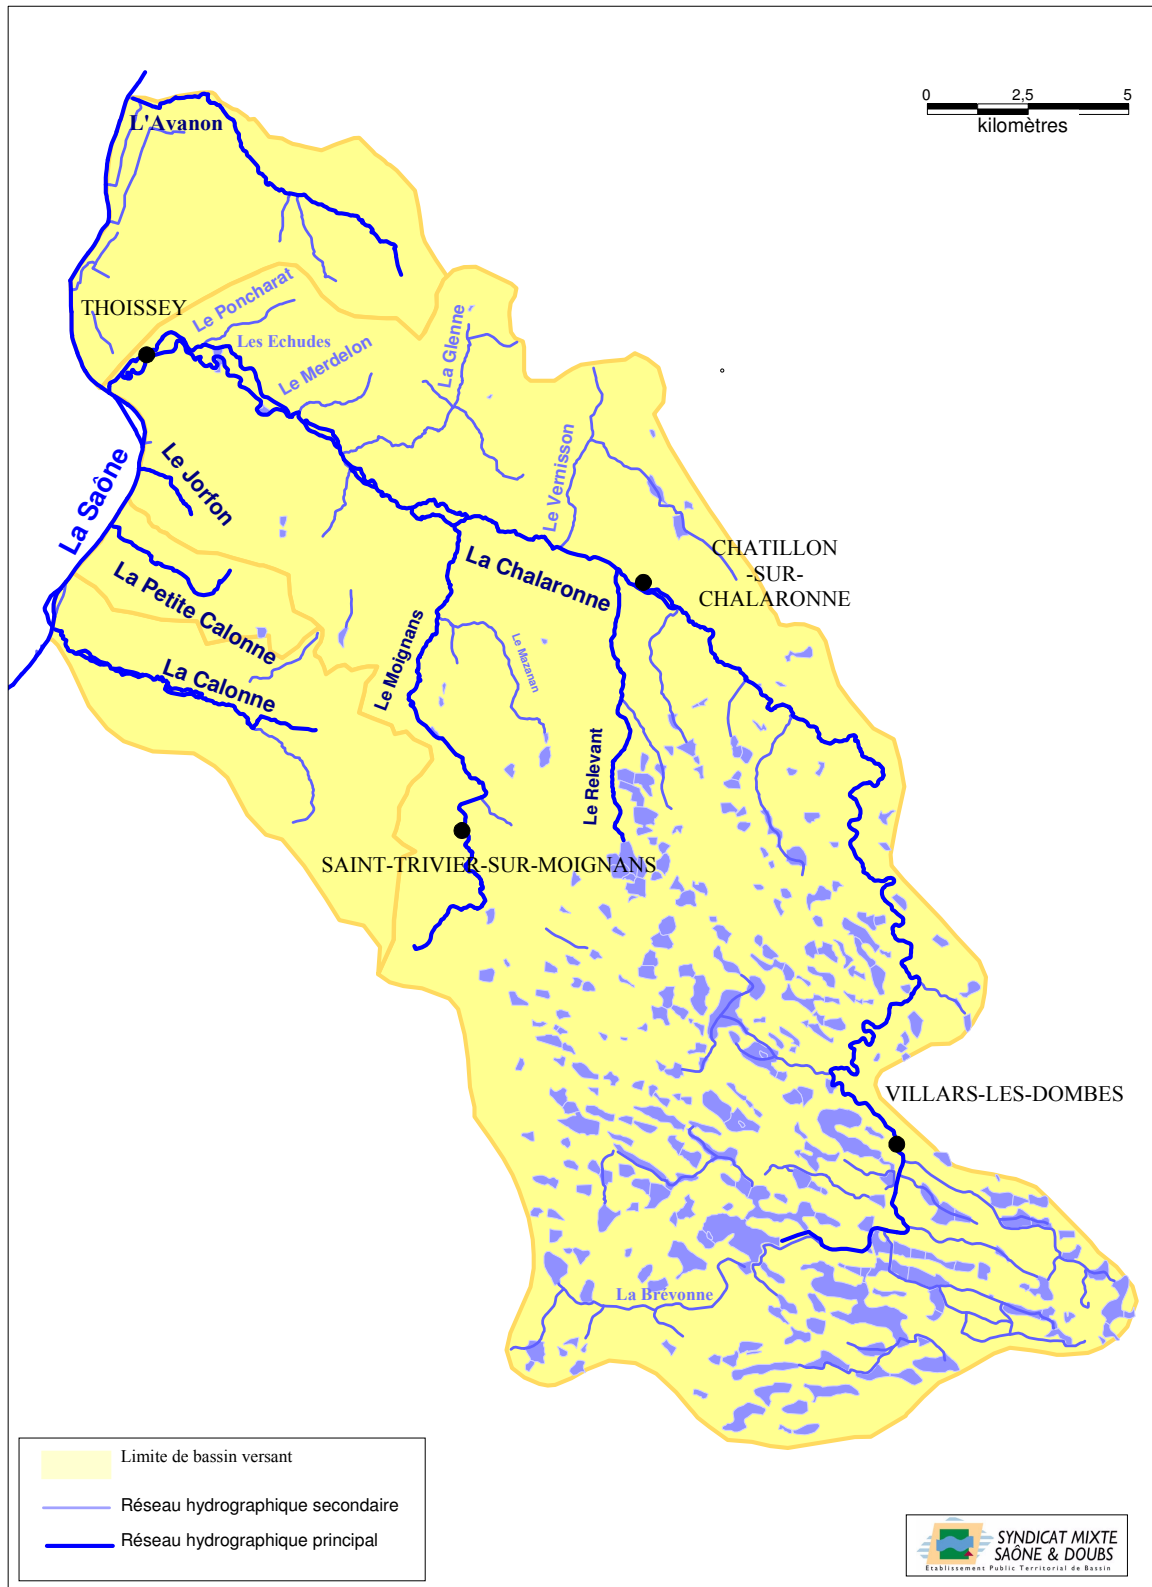 0 2,5 5
kilomètres
L'Avanon
THOISSEY
Le Poncharat
Les Echudes
Le Merdelon
La Glenne
Le Vernisson
La Saône
Le Jorfon
La Petite Calonne
La Calonne
La Chalaronne
CHATILLON
-SUR-
CHALARONNE
Le Moignans
Le Mazanan
Le Relevant
SAINT-TRIVIER-SUR-MOIGNANS
VILLARS-LES-DOMBES
La Brévonne
Limite de bassin versant
Réseau hydrographique secondaire
Réseau hydrographique principal
SYNDICAT MIXTE
SAÔNE & DOUBS
Etablissement Public Territorial de Bassin